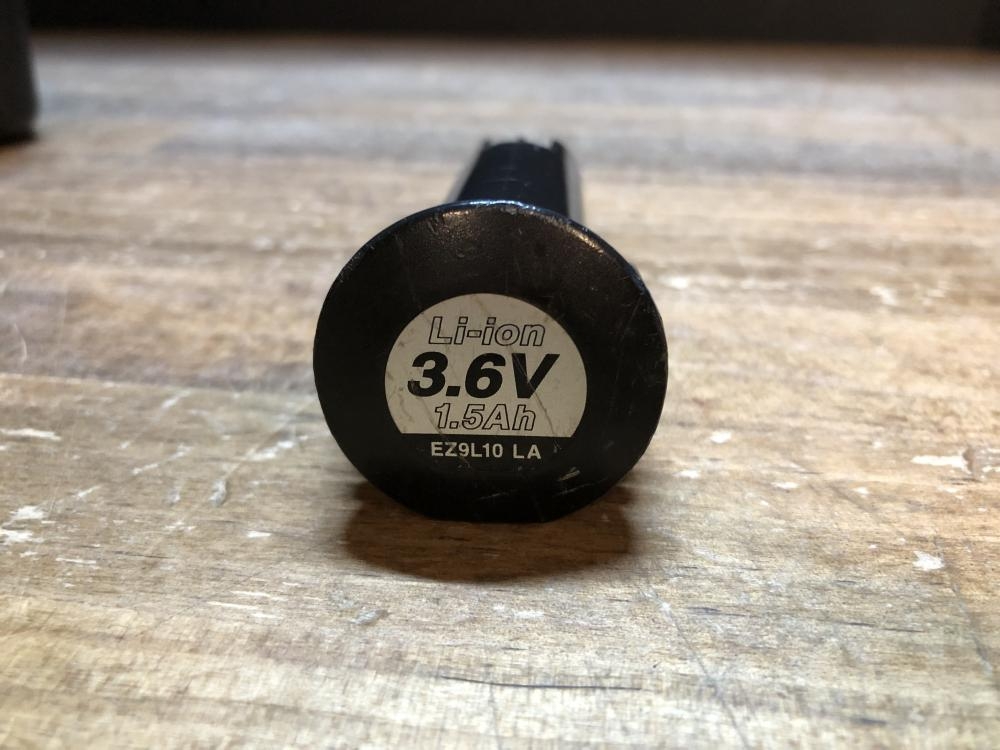 Li-ion
3.6V
1.5Ah
EZ9L10 LA